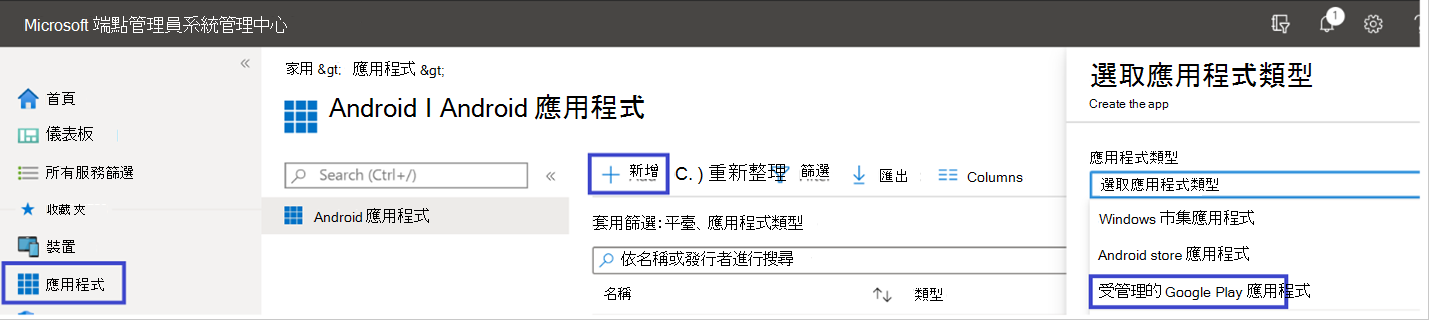 Microsoft 端點管理員系統管理中心
1
首頁
儀表板
所有服務篩選
收藏 夾
裝置
應用程式
家用 &gt; 應用程式 &gt;
Android I Android 應用程式
Search (Ctrl+/)
Android 應用程式
新增 C. ) 重新整理 篩選 匯出 Columns
套用篩選：平臺、應用程式類型
依名稱或發行者進行搜尋
名稱 類型
選取應用程式類型
Create the app
應用程式類型
選取應用程式類型
Windows 市集應用程式
Android store 應用程式
受管理的 Google Play 應用程式